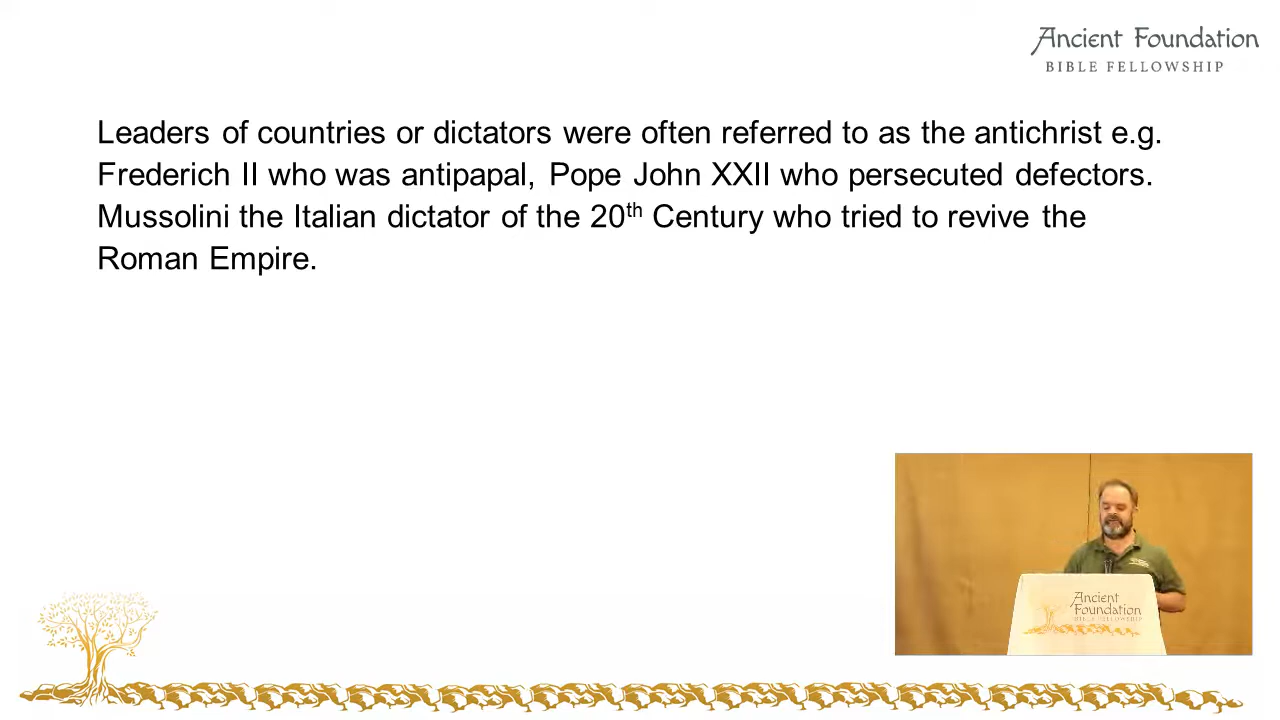 Ancient Foundation
BIBLE FELLOWSHIP
Leaders of countries or dictators were often referred to as the antichrist e.g.
Frederich II who was antipapal, Pope John XXII who persecuted defectors.
Mussolini the Italian dictator of the 20th Century who tried to revive the
Roman Empire.
Ancient
Foundation
BIBLE FELLOWSHIP